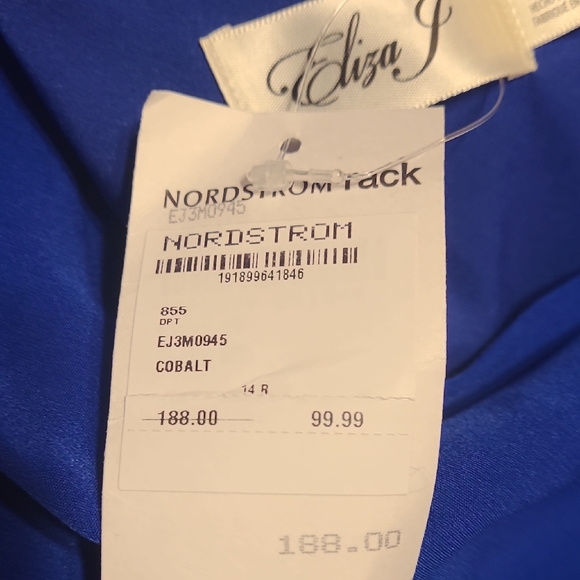 Eliza J
NORDSTROM rack
EJ3M0945
NORDSTROM
191899641846
855
DPT
EJ3M0945
COBALT
14 R
188.00 99.99
188.00